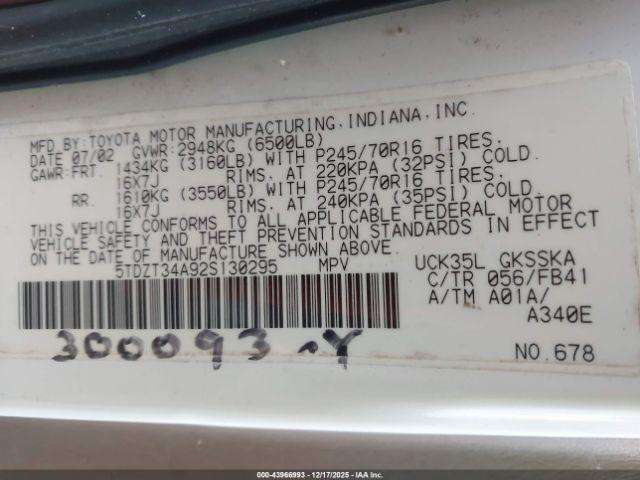 MFD.BY:TOYOTA MOTOR MANUFACTURING,INDIANA,INC.
DATE 07/02 GVWR:2948KG (6500LB)
GAWR:FRT. 1434KG (3160LB) WITH P245/70R16 TIRES.
16X7J RIMS. AT 220KPA (32PSI) COLD.
RR. 1610KG (3550LB) WITH P245/70R16 TIRES.
16X7J RIMS. AT 240KPA (35PSI) COLD.
THIS VEHICLE CONFORMS TO ALL APPLICABLE FEDERAL MOTOR
VEHICLE SAFETY AND THEFT PREVENTION STANDARDS IN EFFECT
ON THE DATE OF MANUFACTURE SHOWN ABOVE.
5TDZT34A92S130295 MPV UCK35L GKSSKA
C/TR 056/FB41
A/TM A01A/
A340E
300093
NO.678
000-43966993 - 12/17/2025 - IAA Inc.